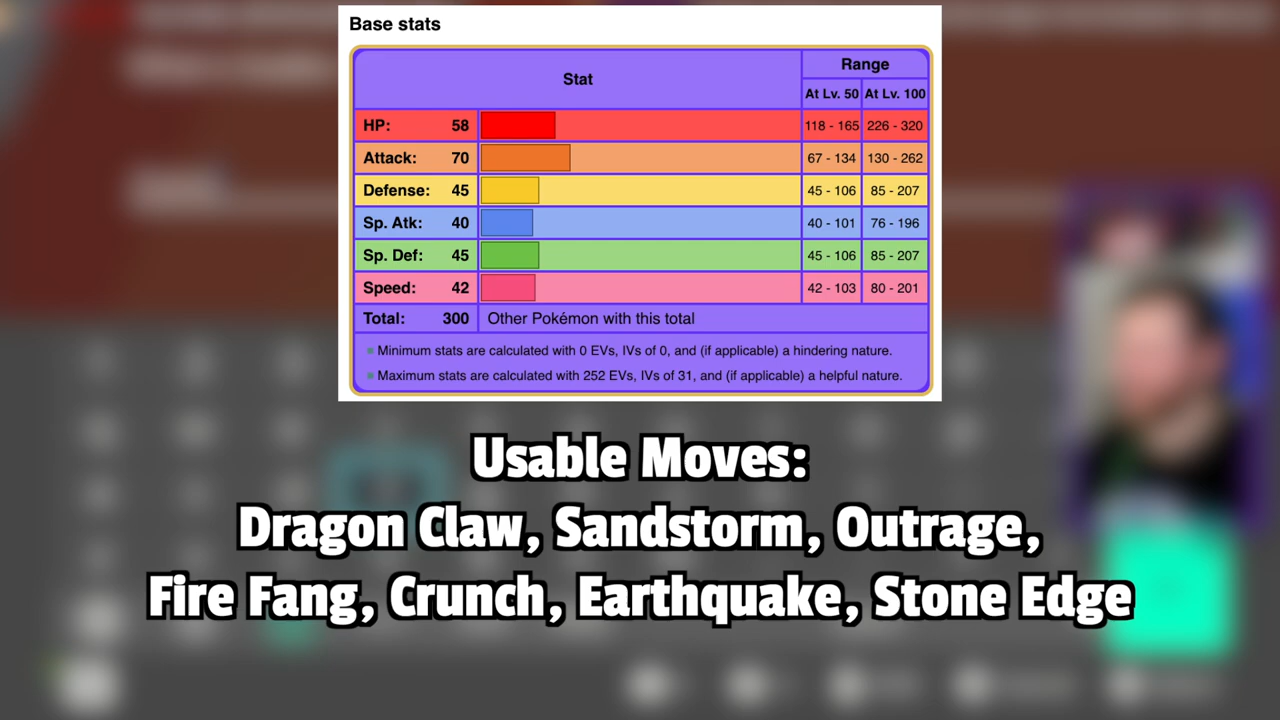 Base stats
Stat
Range
At Lv. 50 At Lv. 100
HP: 58 118 - 165 226 - 320
Attack: 70 67 - 134 130 - 262
Defense: 45 45 - 106 85 - 207
Sp. Atk: 40 40 - 101 76 - 196
Sp. Def: 45 45 - 106 85 - 207
Speed: 42 42 - 103 80 - 201
Total: 300 Other Pokémon with this total
Minimum stats are calculated with 0 EVs, IVs of 0, and (if applicable) a hindering nature.
Maximum stats are calculated with 252 EVs, IVs of 31, and (if applicable) a helpful nature.
Usable Moves:
Dragon Claw, Sandstorm, Outrage,
Fire Fang, Crunch, Earthquake, Stone Edge